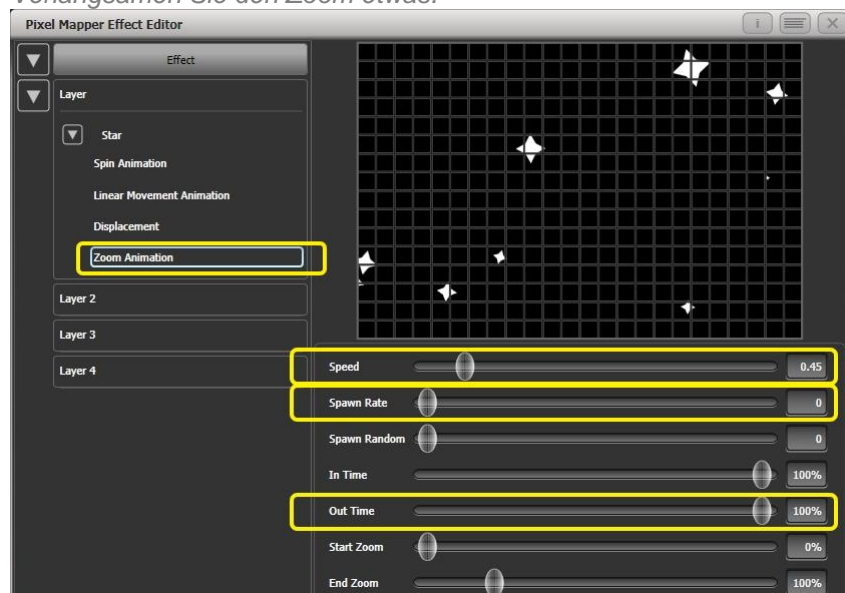 Verlangsamen Sie den Zoom etwas.
Pixel Mapper Effect Editor
i
Effect
Layer
Star
Spin Animation
Linear Movement Animation
Displacement
Zoom Animation
Layer 2
Layer 3
Layer 4
Speed 0.45
Spawn Rate 0
Spawn Random 0
In Time 100%
Out Time 100%
Start Zoom 0%
End Zoom 100%